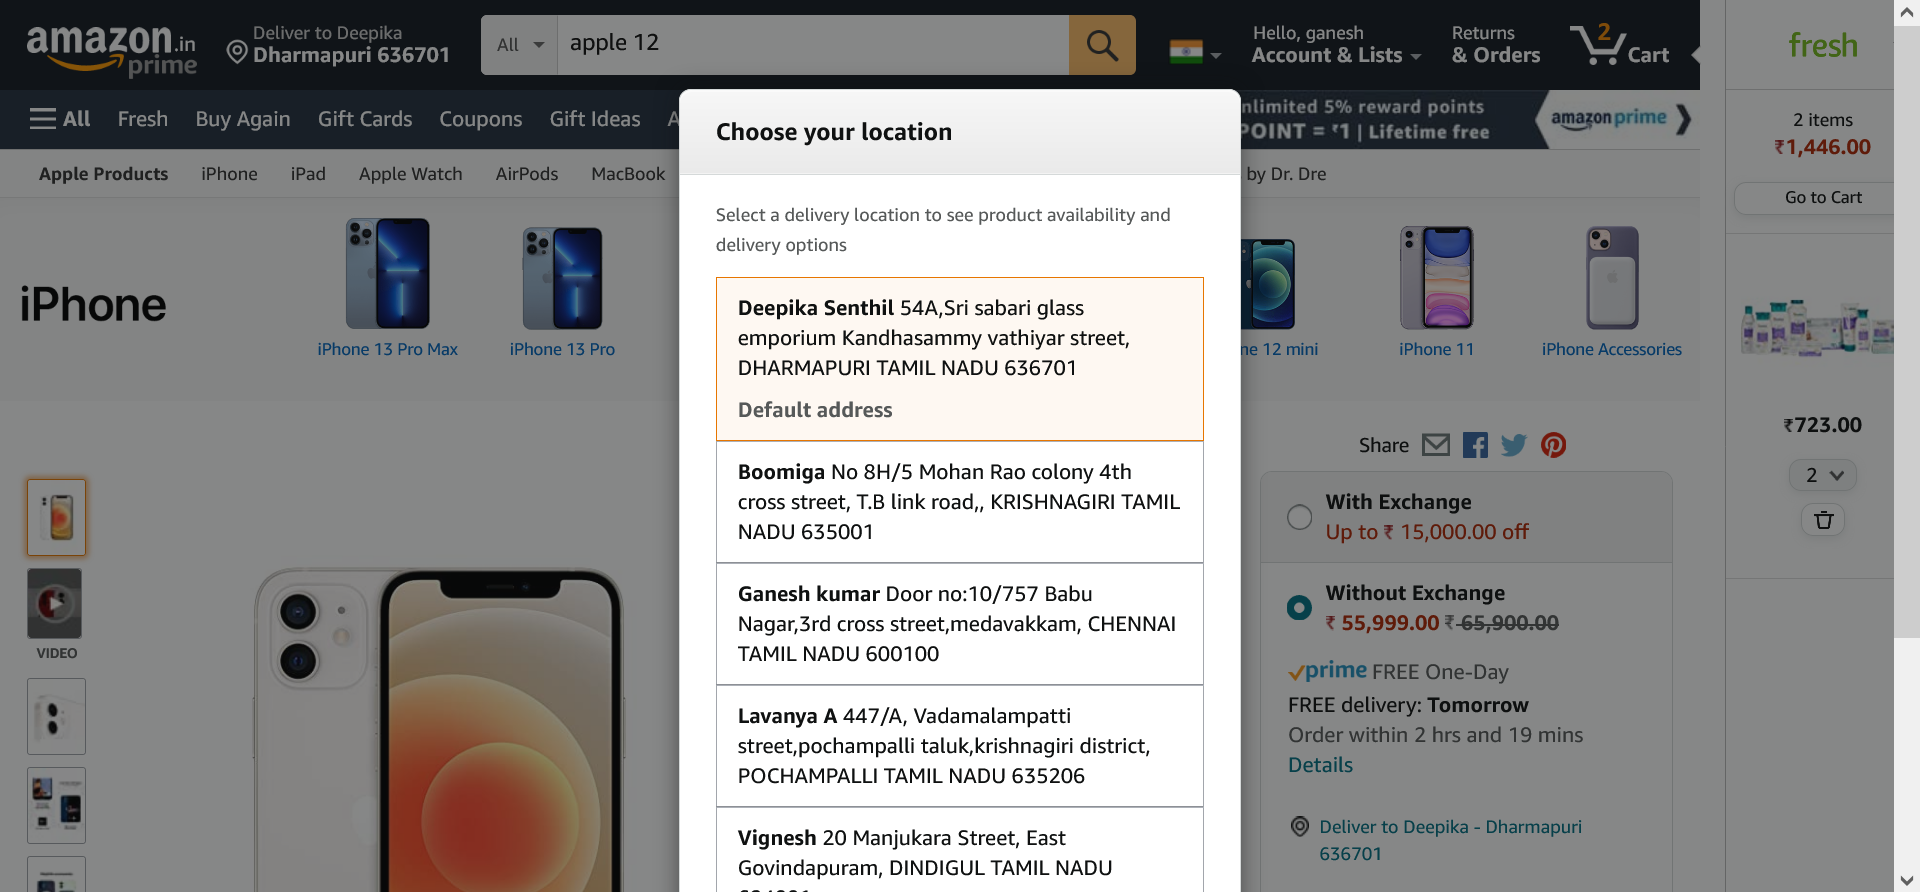 amazon.in
prime
Deliver to Deepika
Dharmapuri 636701
All
apple 12
Hello, ganesh
Account & Lists
Returns
& Orders
2
Cart
fresh
All
Fresh
Buy Again
Gift Cards
Coupons
Gift Ideas
nlimited 5% reward points
POINT = ₹1 | Lifetime free
amazon prime
2 items
₹1,446.00
Go to Cart
Apple Products
iPhone
iPad
Apple Watch
AirPods
MacBook
by Dr. Dre
iPhone
iPhone 13 Pro Max
iPhone 13 Pro
ne 12 mini
iPhone 11
iPhone Accessories
Choose your location
Select a delivery location to see product availability and
delivery options
Deepika Senthil 54A,Sri sabari glass
emporium Kandhasammy vathiyar street,
DHARMAPURI TAMIL NADU 636701
Default address
Boomiga No 8H/5 Mohan Rao colony 4th
cross street, T.B link road,, KRISHNAGIRI TAMIL
NADU 635001
Ganesh kumar Door no:10/757 Babu
Nagar,3rd cross street,medavakkam, CHENNAI
TAMIL NADU 600100
Lavanya A 447/A, Vadamalampatti
street,pochampalli taluk,krishnagiri district,
POCHAMPALLI TAMIL NADU 635206
Vignesh 20 Manjukara Street, East
Govindapuram, DINDIGUL TAMIL NADU
VIDEO
Share
With Exchange
Up to ₹ 15,000.00 off
Without Exchange
₹ 55,999.00 ₹ 65,900.00
prime FREE One-Day
FREE delivery: Tomorrow
Order within 2 hrs and 19 mins
Details
Deliver to Deepika - Dharmapuri
636701
₹723.00
2